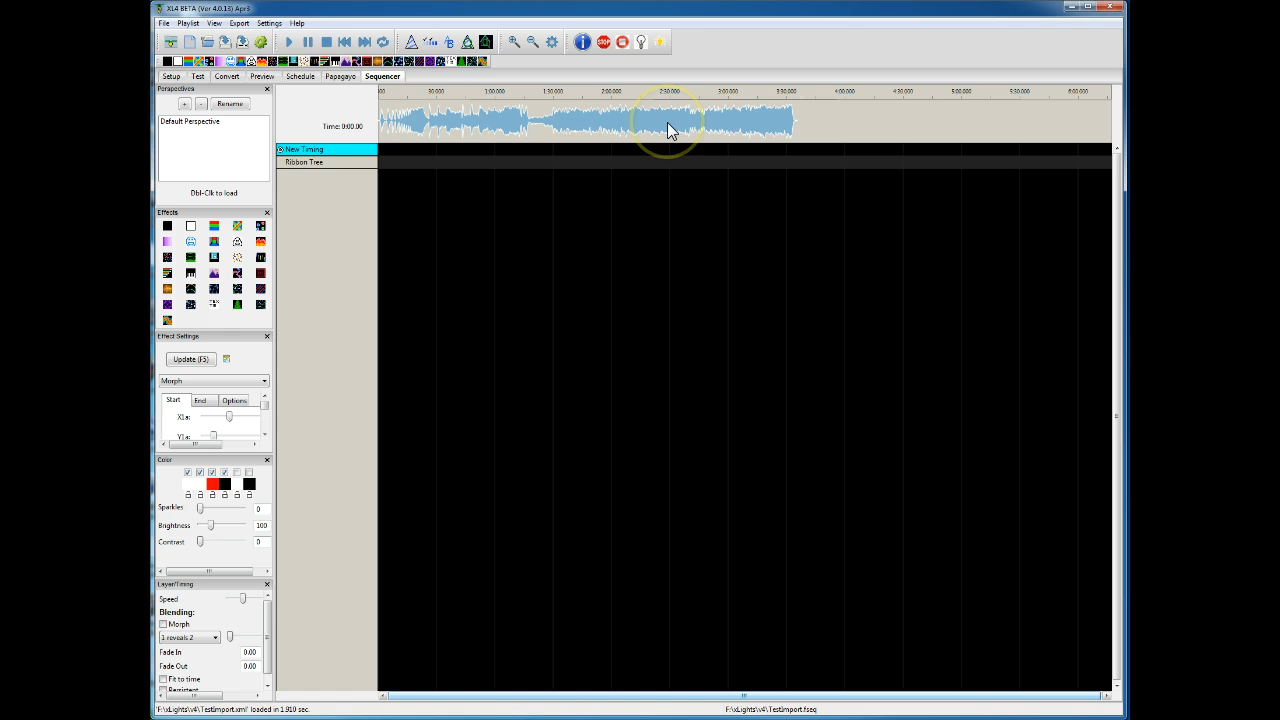 XL4 BETA (Ver 4.0.13) Apr3
File Playlist View Export Settings Help
Setup Test Convert Preview Schedule Papagayo Sequencer
Perspectives
+ - Rename
Default Perspective
Dbl-Clk to load
Effects
Effect Settings
Update (F5)
Morph
Start End Options
X1a:
Y1a:
Color
Sparkles 0
Brightness 100
Contrast 0
Layer/Timing
Speed
Blending:
Morph
1 reveals 2
Fade In 0.00
Fade Out 0.00
Fit to time
Persistent
:00 30.000 1:00.000 1:30.000 2:00.000 2:30.000 3:00.000 3:30.000 4:00.000 4:30.000 5:00.000 5:30.000 6:00.000
Time: 0:00.00
New Timing
Ribbon Tree
'F:\xLights\v4\TestImport.xml' loaded in 1.910 sec.
F:\xLights\v4\TestImport.fseq